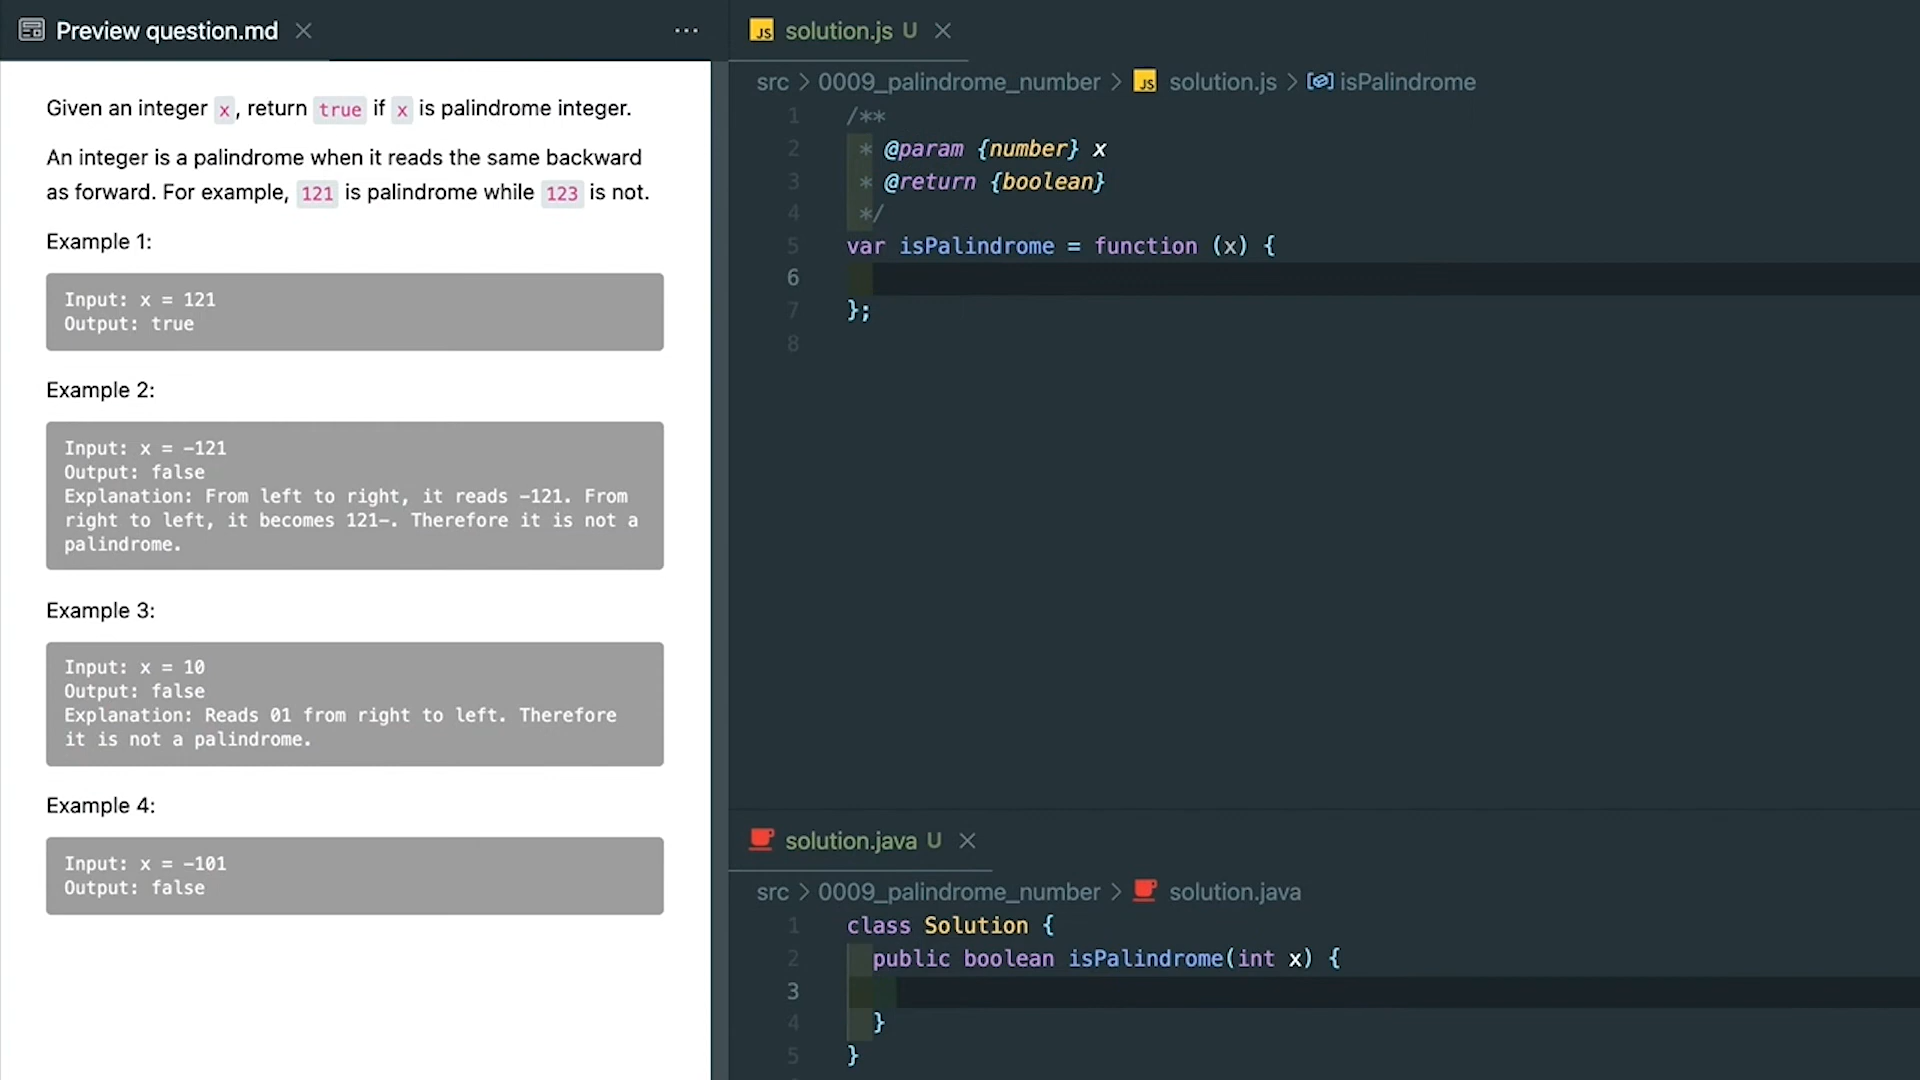 Preview question.md
Given an integer x, return true if x is palindrome integer.
An integer is a palindrome when it reads the same backward
as forward. For example, 121 is palindrome while 123 is not.
Example 1:
Input: x = 121
Output: true
Example 2:
Input: x = -121
Output: false
Explanation: From left to right, it reads -121. From
right to left, it becomes 121-. Therefore it is not a
palindrome.
Example 3:
Input: x = 10
Output: false
Explanation: Reads 01 from right to left. Therefore
it is not a palindrome.
Example 4:
Input: x = -101
Output: false
JS solution.js U
src > 0009_palindrome_number > JS solution.js > isPalindrome
1 /**
2 * @param {number} x
3 * @return {boolean}
4 */
5 var isPalindrome = function (x) {
6
7 };
8
solution.java U
src > 0009_palindrome_number > solution.java
1 class Solution {
2 public boolean isPalindrome(int x) {
3
4 }
5 }